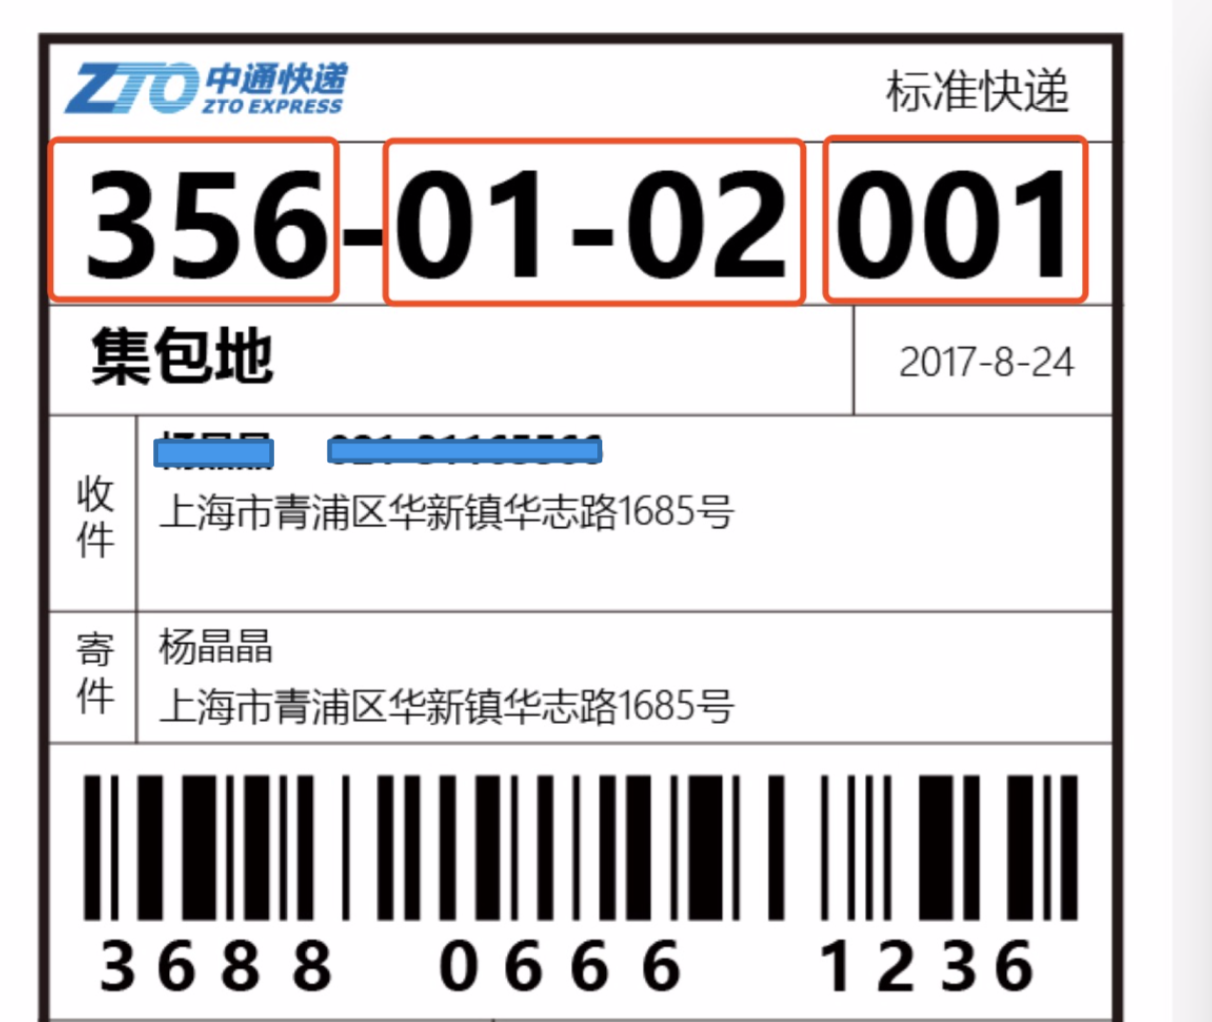 ZTO 中通快递
ZTO EXPRESS
标准快递
356-01-02 001
集包地
2017-8-24
收件
上海市青浦区华新镇华志路1685号
寄件
杨晶晶
上海市青浦区华新镇华志路1685号
3688 0666 1236